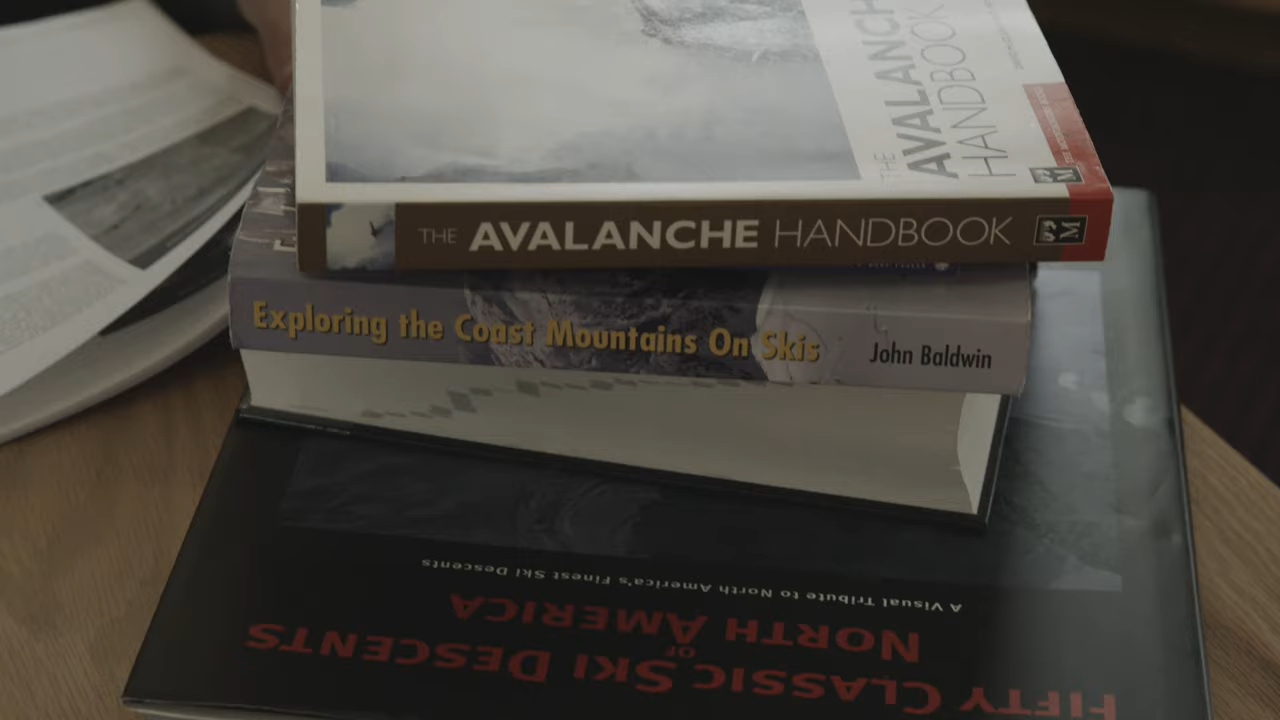 THE
AVALANCH
HANDBOOK
THE AVALANCHE HANDBOOK
M
Exploring the Coast Mountains On Skis
John Baldwin
A Visual Tribute to North America's Finest Ski Descents
FIFTY CLASSIC SKI DESCENTS
OF
NORTH AMERICA